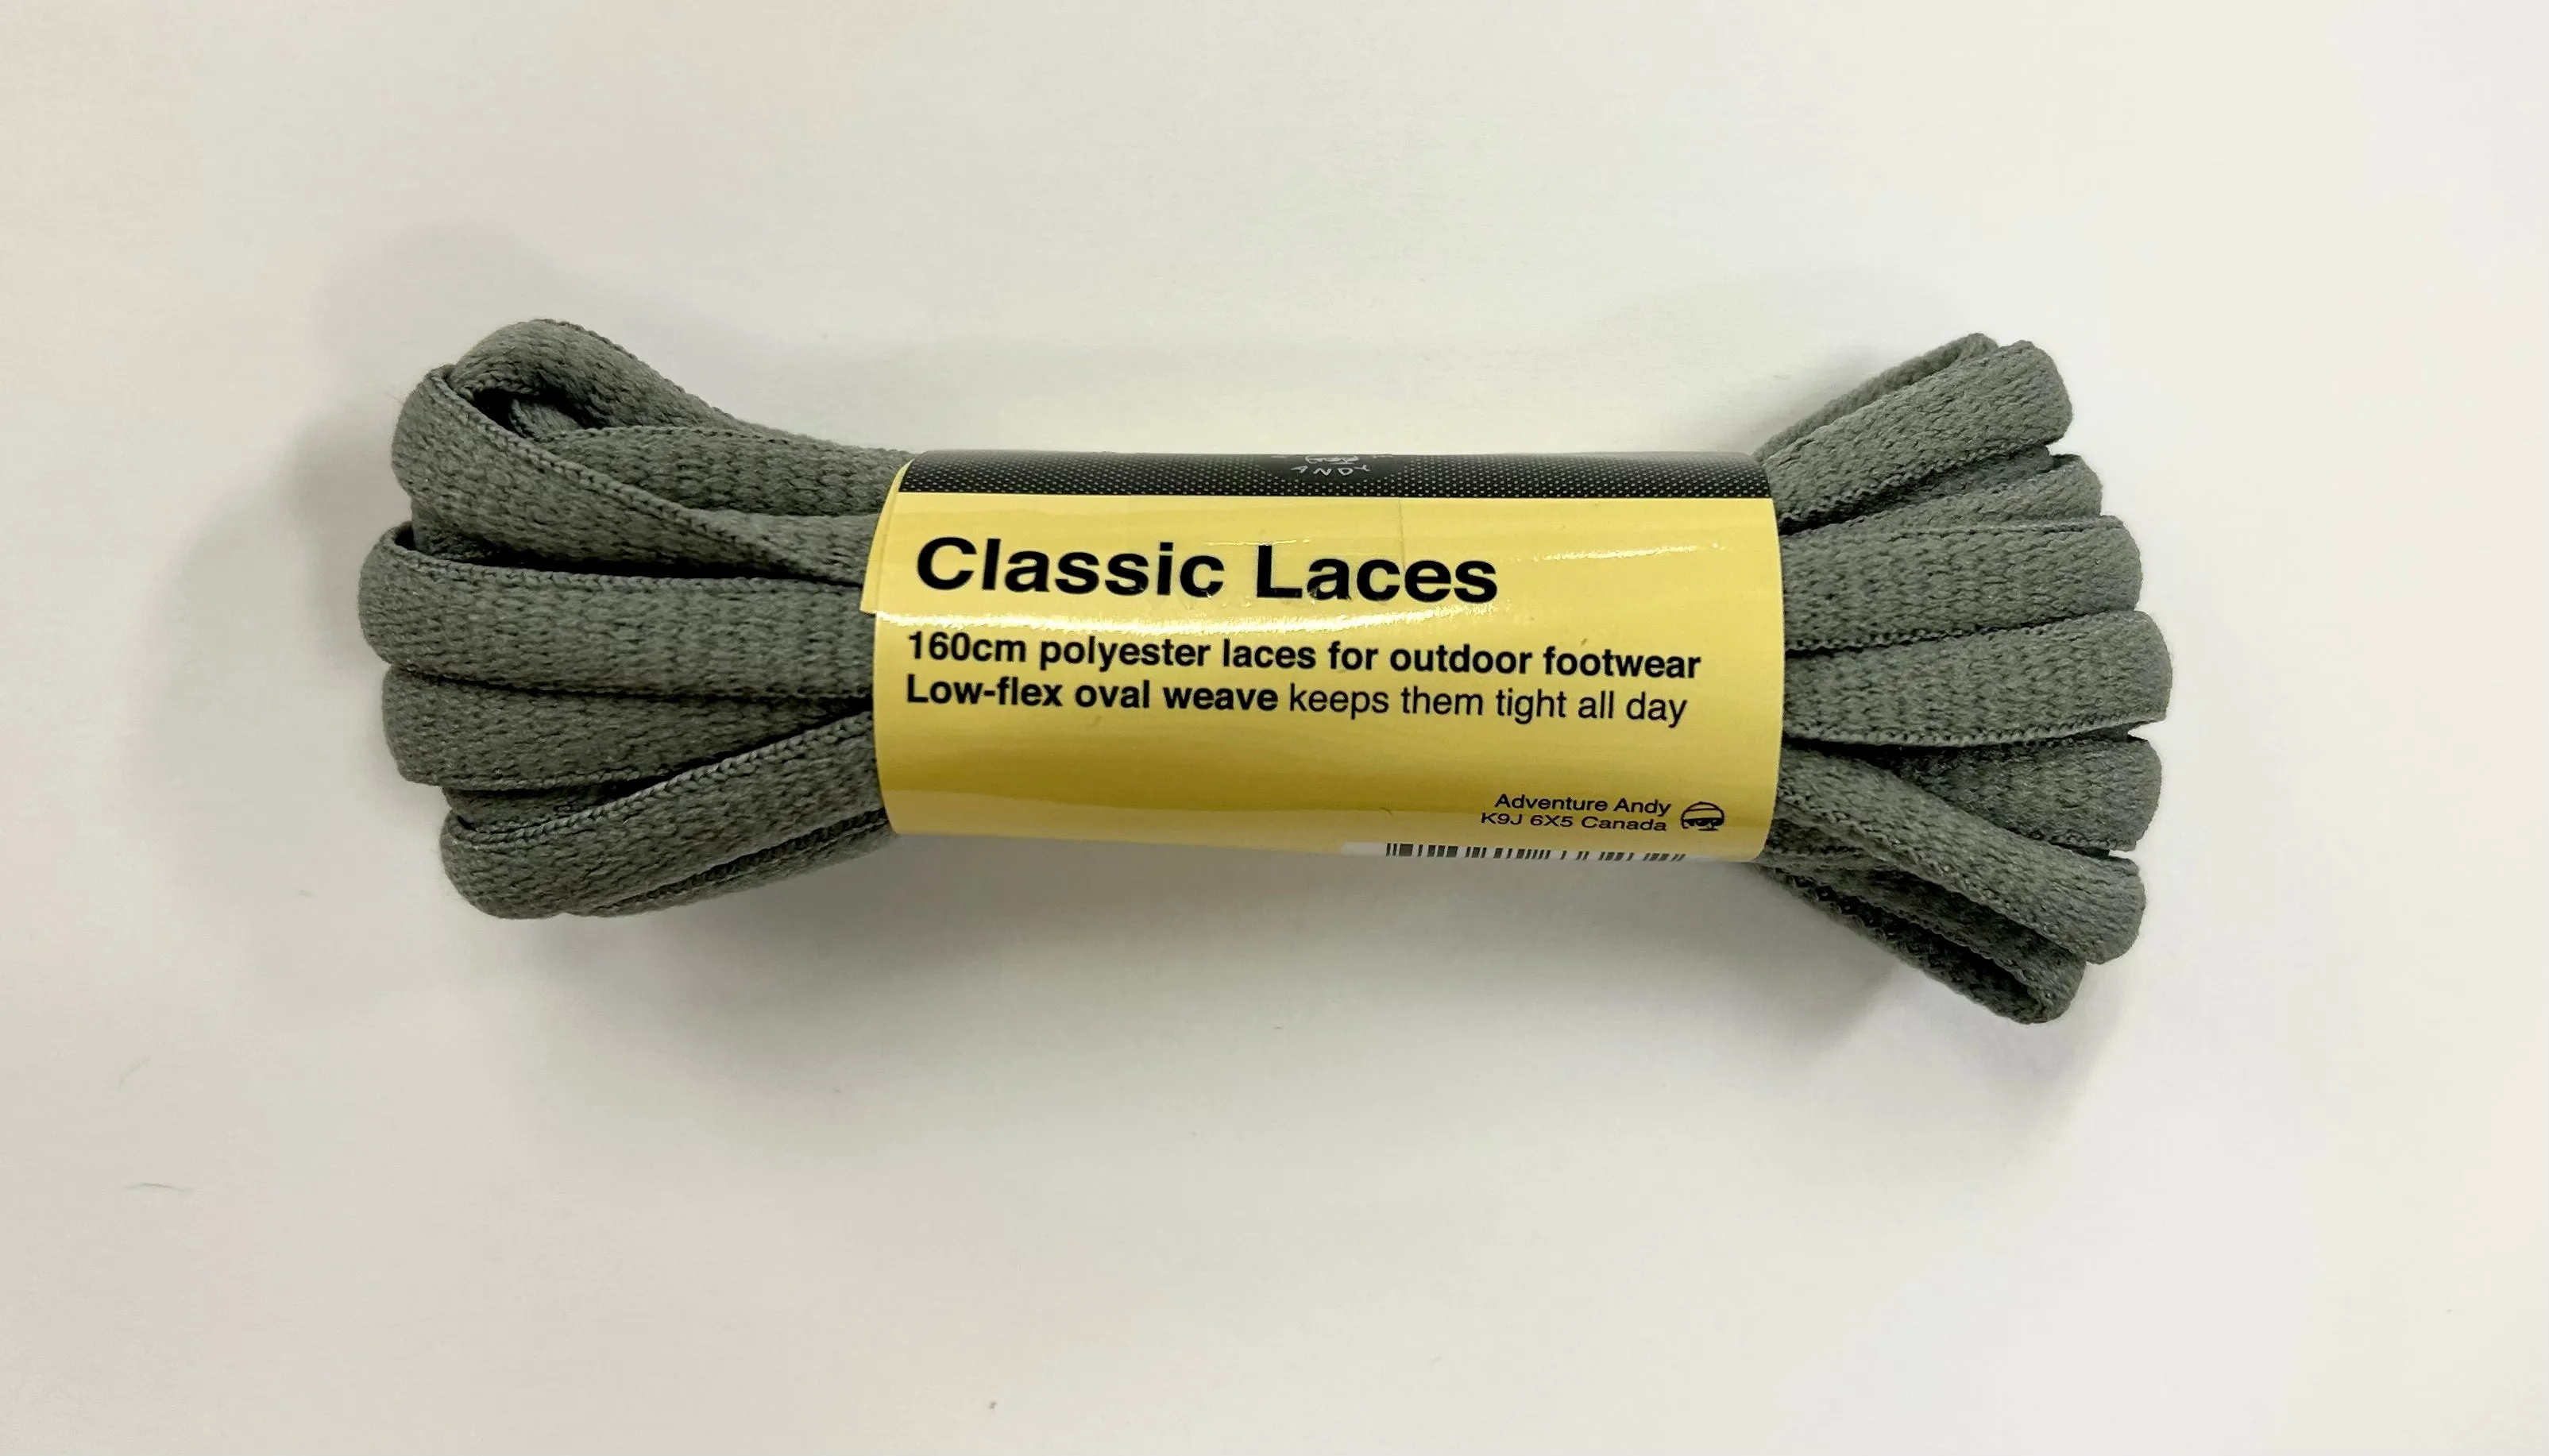 ANDY
Classic Laces
160cm polyester laces for outdoor footwear
Low-flex oval weave keeps them tight all day
Adventure Andy
K9J 6X5 Canada